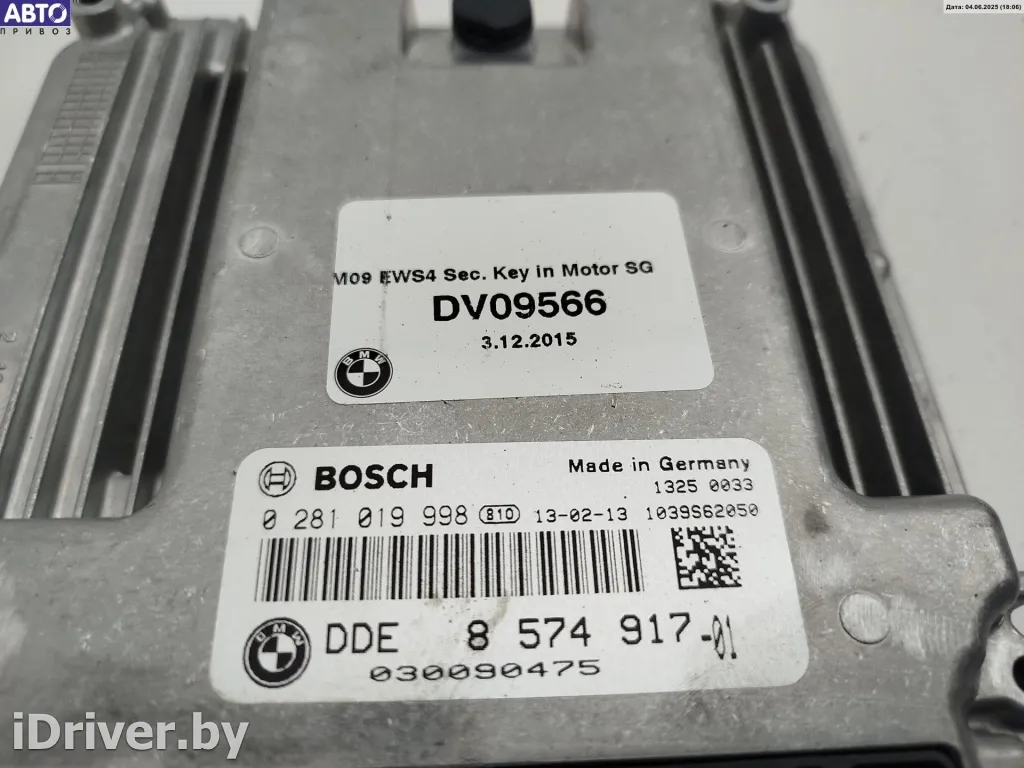 АВТО
ПРИВОЗ
Дата: 04.06.2025 (18:06)
M09 EWS4 Sec. Key in Motor SG
DV09566
3.12.2015
BMW
BOSCH
Made in Germany
1325 0033
0 281 019 998 810 13-02-13 1039S62050
BMW
DDE 8 574 917-01
030090475
iDriver.by